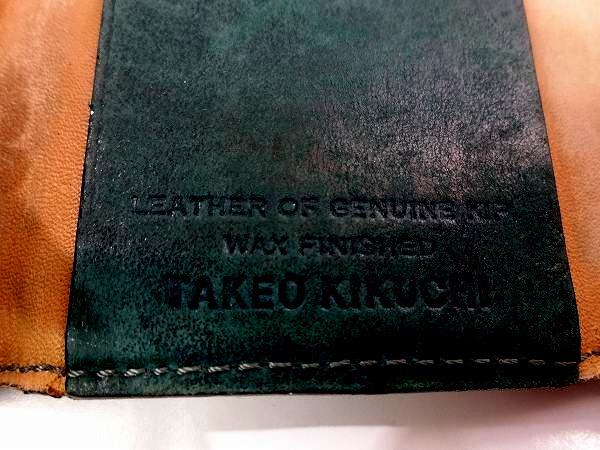 LEATHER OF GENUINE KIP
WAX FINISHED
TAKEO KIKUCHI